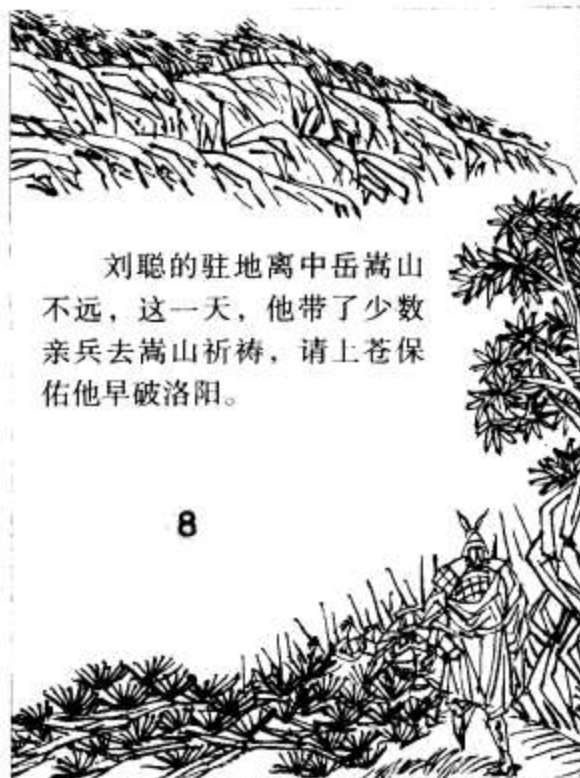 刘聪的驻地离中岳嵩山
不远，这一天，他带了少数
亲兵去嵩山祈祷，请上苍保
佑他早破洛阳。
8